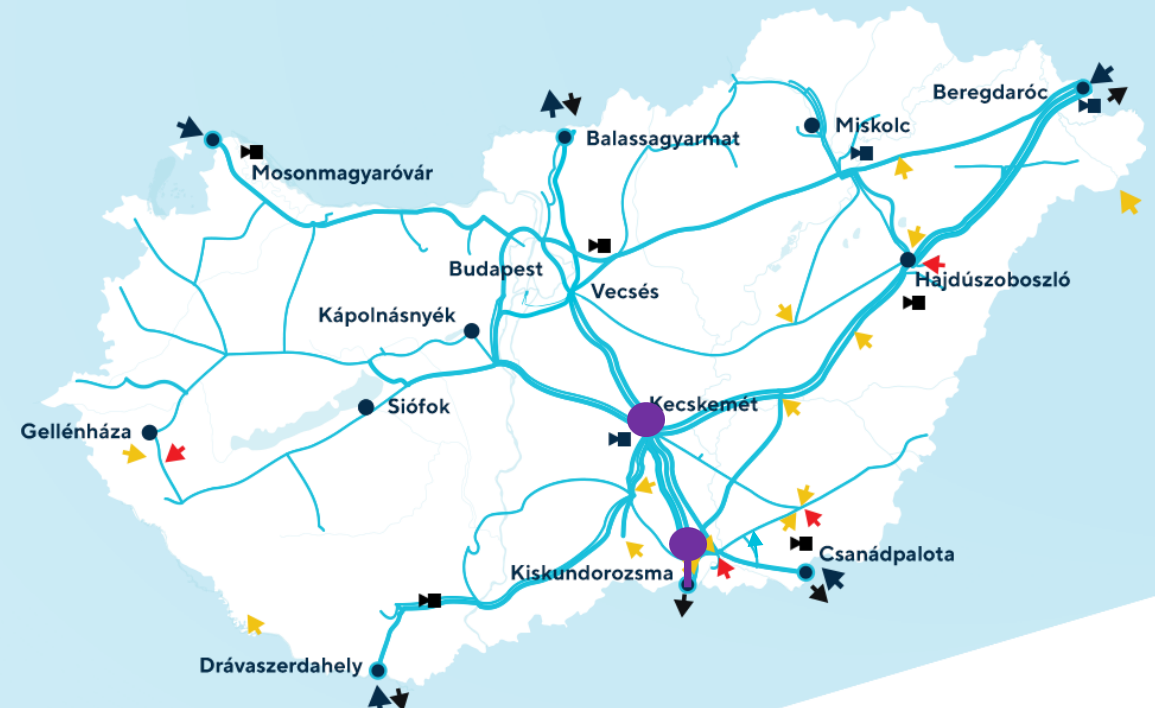 Beregdaróc
Miskolc
Balassagyarmat
Mosonmagyaróvár
Budapest
Hajdúszoboszló
Vecsés
Kápolnásnyék
Kecskemét
Siófok
Gellénháza
Csanádpalota
Kiskundorozsma
Drávaszerdahely